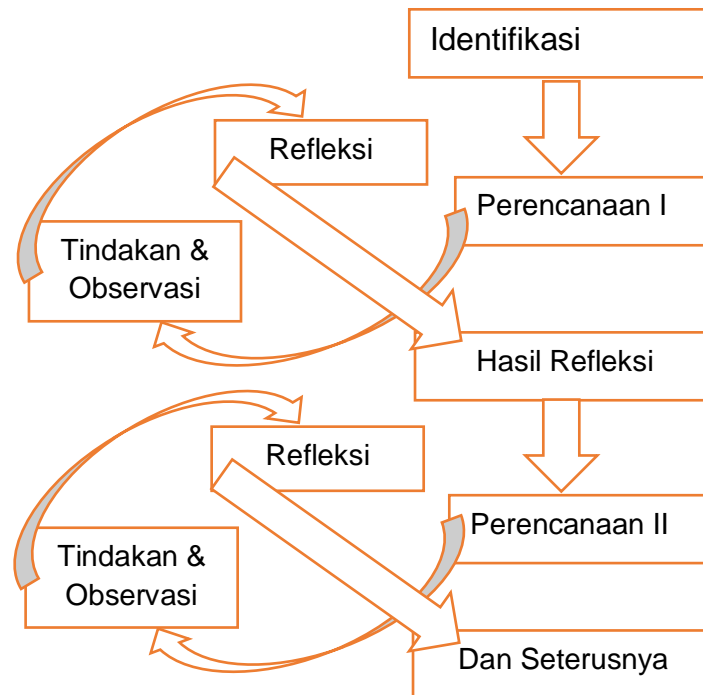 Identifikasi
Refleksi
Perencanaan I
Tindakan &
Observasi
Hasil Refleksi
Refleksi
Perencanaan II
Tindakan &
Observasi
Dan Seterusnya